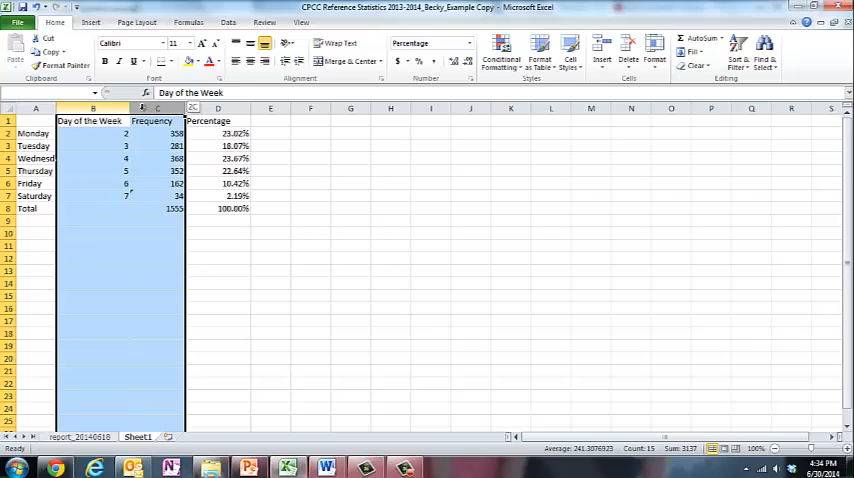 CPCC Reference Statistics 2013-2014_Becky_Example Copy - Microsoft Excel
File Home Insert Page Layout Formulas Data Review View
Cut
Copy
Format Painter
Paste
Clipboard
Calibri 11
B I U
Font
Wrap Text
Merge & Center
Alignment
Percentage
$ % ,
Number
Conditional Formatting
Format as Table
Cell Styles
Styles
Insert Delete Format
Cells
AutoSum
Fill
Clear
Sort & Filter
Find & Select
Editing
fx Day of the Week
A B C 2C D E F G H I J K L M N O P Q R S
1 Day of the Week Frequency Percentage
2 Monday 2 358 23.02%
3 Tuesday 3 281 18.07%
4 Wednesd 4 368 23.67%
5 Thursday 5 352 22.64%
6 Friday 6 162 10.42%
7 Saturday 7 34 2.19%
8 Total 1555 100.00%
9
10
11
12
13
14
15
16
17
18
19
20
21
22
23
24
25
report_20140618 Sheet1
Ready Average: 241.3076923 Count: 15 Sum: 3137 100%
4:34 PM
6/30/2014